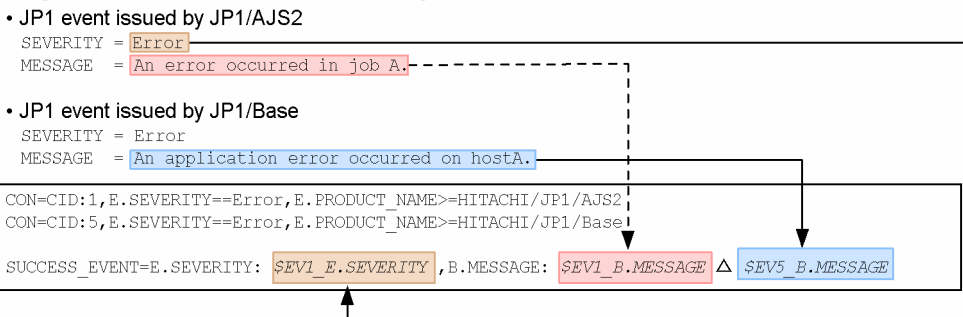 • JP1 event issued by JP1/AJS2
SEVERITY = Error
MESSAGE = An error occurred in job A.
• JP1 event issued by JP1/Base
SEVERITY = Error
MESSAGE = An application error occurred on hostA.
CON=CID:1,E.SEVERITY==Error,E.PRODUCT_NAME>=HITACHI/JP1/AJS2
CON=CID:5,E.SEVERITY==Error,E.PRODUCT_NAME>=HITACHI/JP1/Base
SUCCESS_EVENT=E.SEVERITY: $EV1_E.SEVERITY ,B.MESSAGE: $EV1_B.MESSAGE △ $EV5_B.MESSAGE